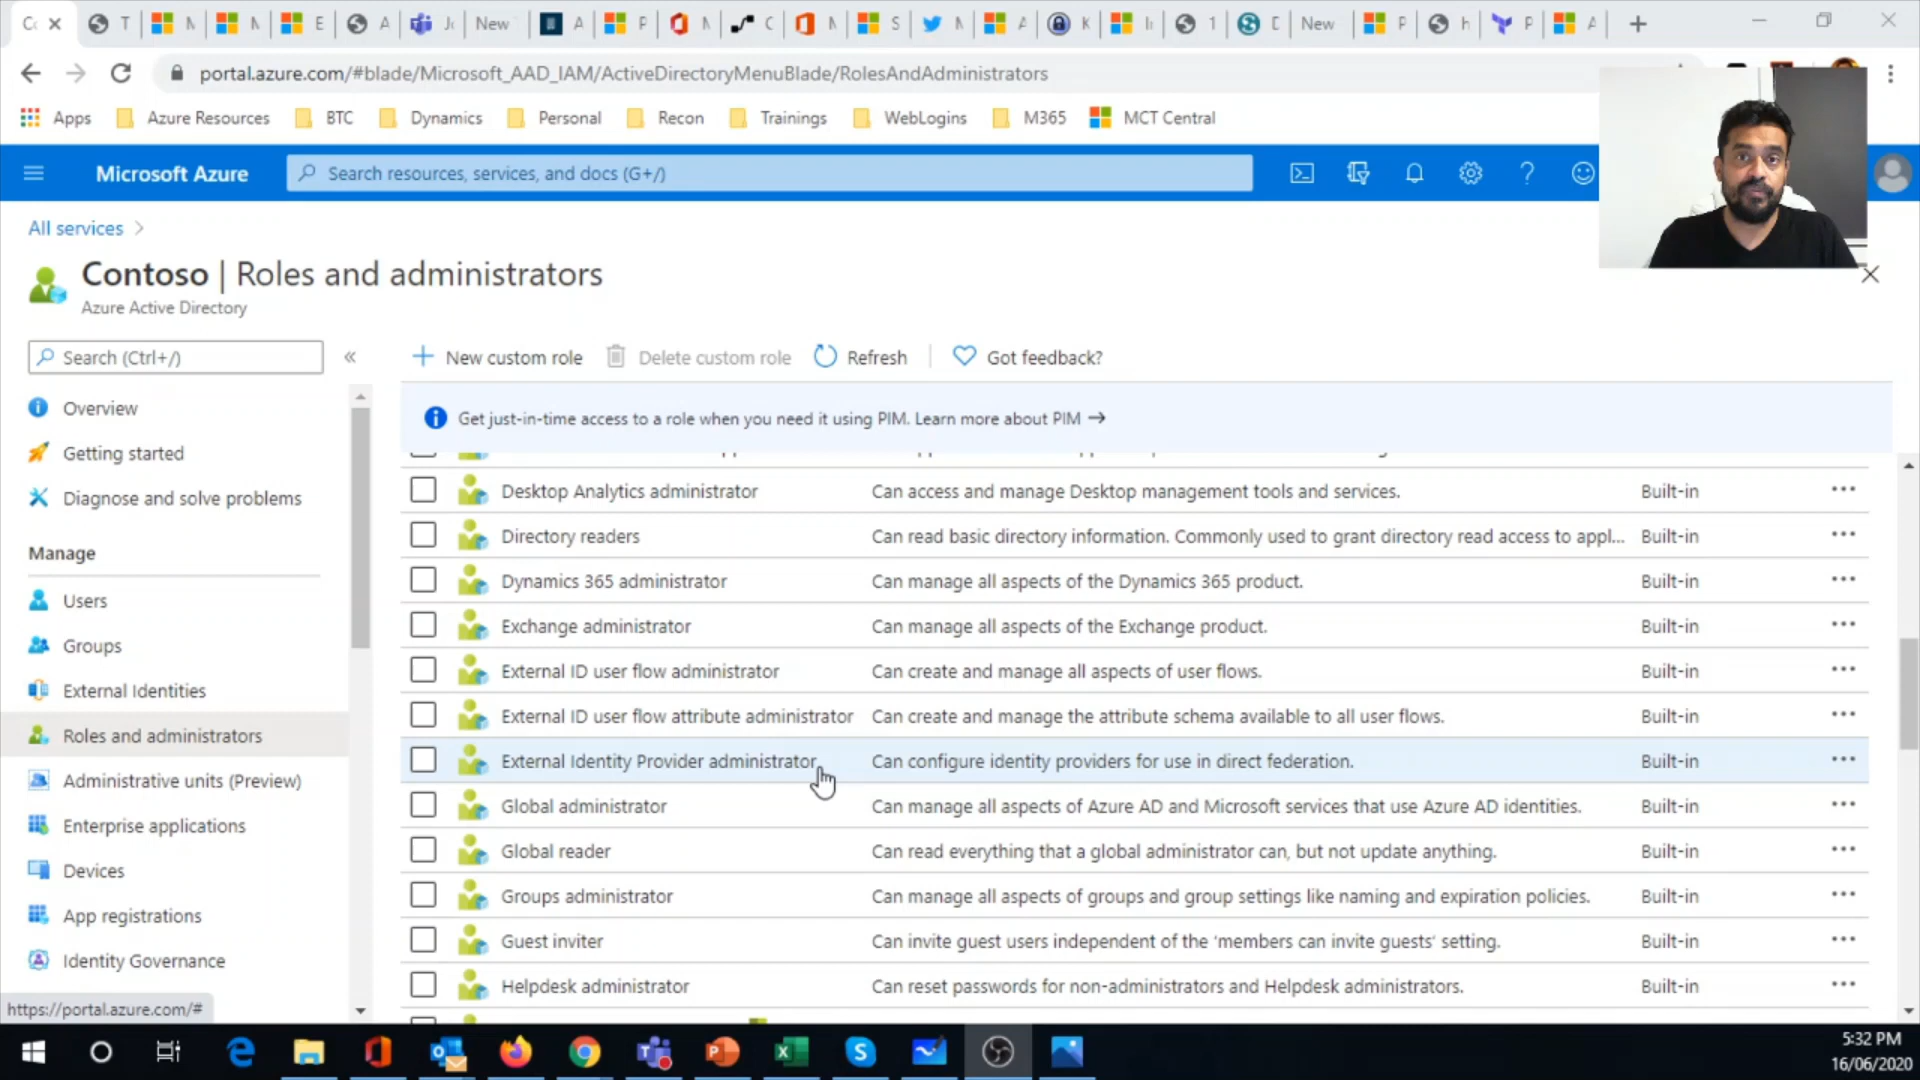 New
New
portal.azure.com/#blade/Microsoft_AAD_IAM/ActiveDirectoryMenuBlade/RolesAndAdministrators
Apps
Azure Resources
BTC
Dynamics
Personal
Recon
Trainings
WebLogins
M365
MCT Central
Microsoft Azure
Search resources, services, and docs (G+/)
All services
Contoso | Roles and administrators
Azure Active Directory
Search (Ctrl+/)
New custom role
Delete custom role
Refresh
Got feedback?
Overview
Getting started
Diagnose and solve problems
Manage
Users
Groups
External Identities
Roles and administrators
Administrative units (Preview)
Enterprise applications
Devices
App registrations
Identity Governance
https://portal.azure.com/#
Get just-in-time access to a role when you need it using PIM. Learn more about PIM →
Desktop Analytics administrator Can access and manage Desktop management tools and services. Built-in
Directory readers Can read basic directory information. Commonly used to grant directory read access to appl... Built-in
Dynamics 365 administrator Can manage all aspects of the Dynamics 365 product. Built-in
Exchange administrator Can manage all aspects of the Exchange product. Built-in
External ID user flow administrator Can create and manage all aspects of user flows. Built-in
External ID user flow attribute administrator Can create and manage the attribute schema available to all user flows. Built-in
External Identity Provider administrator Can configure identity providers for use in direct federation. Built-in
Global administrator Can manage all aspects of Azure AD and Microsoft services that use Azure AD identities. Built-in
Global reader Can read everything that a global administrator can, but not update anything. Built-in
Groups administrator Can manage all aspects of groups and group settings like naming and expiration policies. Built-in
Guest inviter Can invite guest users independent of the 'members can invite guests' setting. Built-in
Helpdesk administrator Can reset passwords for non-administrators and Helpdesk administrators. Built-in
5:32 PM
16/06/2020